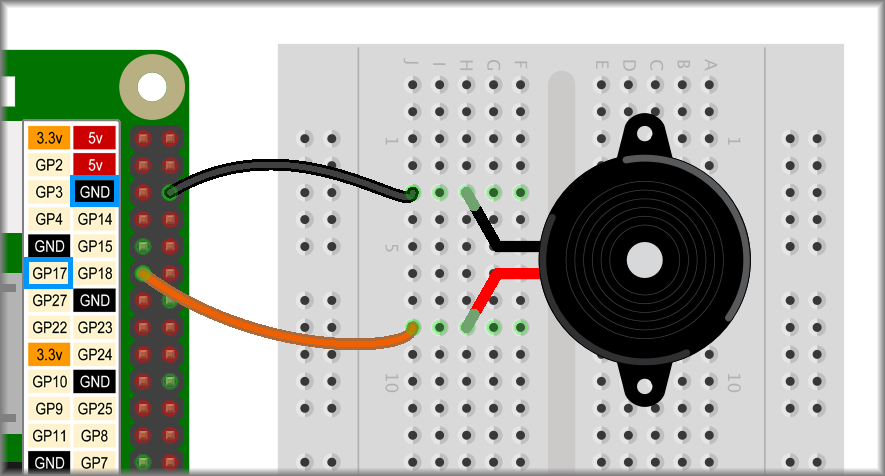 J I H G F E D C B A
1 1
5
10 10
3.3v 5v
GP2 5v
GP3 GND
GP4 GP14
GND GP15
GP17 GP18
GP27 GND
GP22 GP23
3.3v GP24
GP10 GND
GP9 GP25
GP11 GP8
GND GP7